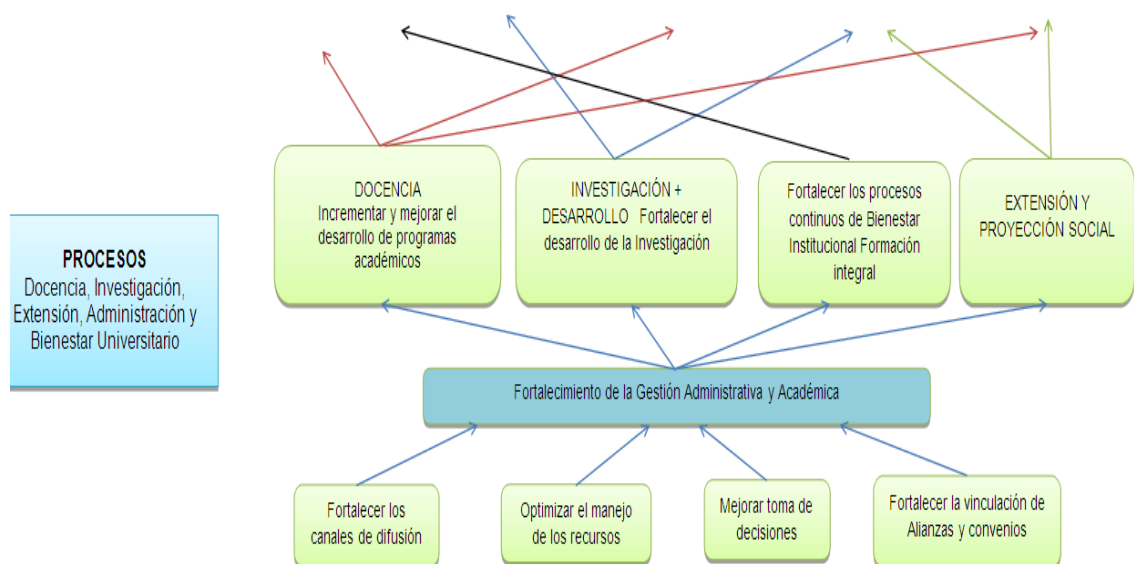 PROCESOS
Docencia, Investigación,
Extensión, Administración y
Bienestar Universitario
DOCENCIA
Incrementar y mejorar el
desarrollo de programas
académicos
INVESTIGACIÓN +
DESARROLLO Fortalecer el
desarrollo de la Investigación
Fortalecer los procesos
continuos de Bienestar
Institucional Formación
integral
EXTENSIÓN Y
PROYECCIÓN SOCIAL
Fortalecimiento de la Gestión Administrativa y Académica
Fortalecer los
canales de difusión
Optimizar el manejo
de los recursos
Mejorar toma de
decisiones
Fortalecer la vinculación de
Alianzas y convenios